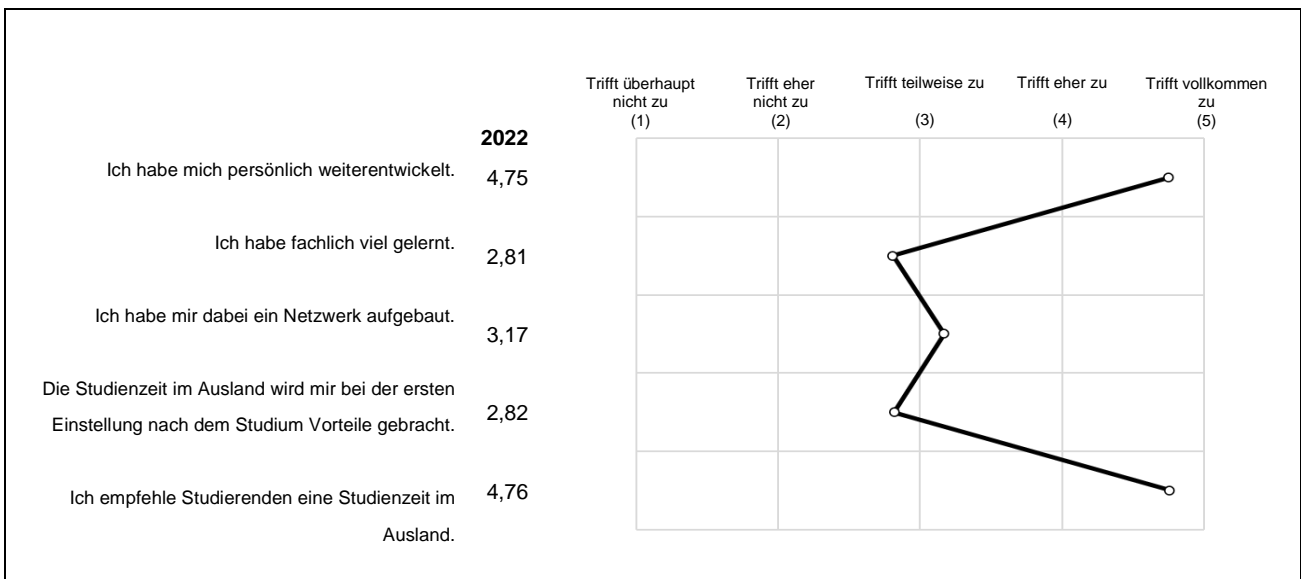 Trifft überhaupt
nicht zu
(1)
Trifft eher
nicht zu
(2)
Trifft teilweise zu
(3)
Trifft eher zu
(4)
Trifft vollkommen
zu
(5)
2022
Ich habe mich persönlich weiterentwickelt.
4,75
Ich habe fachlich viel gelernt.
2,81
Ich habe mir dabei ein Netzwerk aufgebaut.
3,17
Die Studienzeit im Ausland wird mir bei der ersten
Einstellung nach dem Studium Vorteile gebracht.
2,82
Ich empfehle Studierenden eine Studienzeit im
Ausland.
4,76